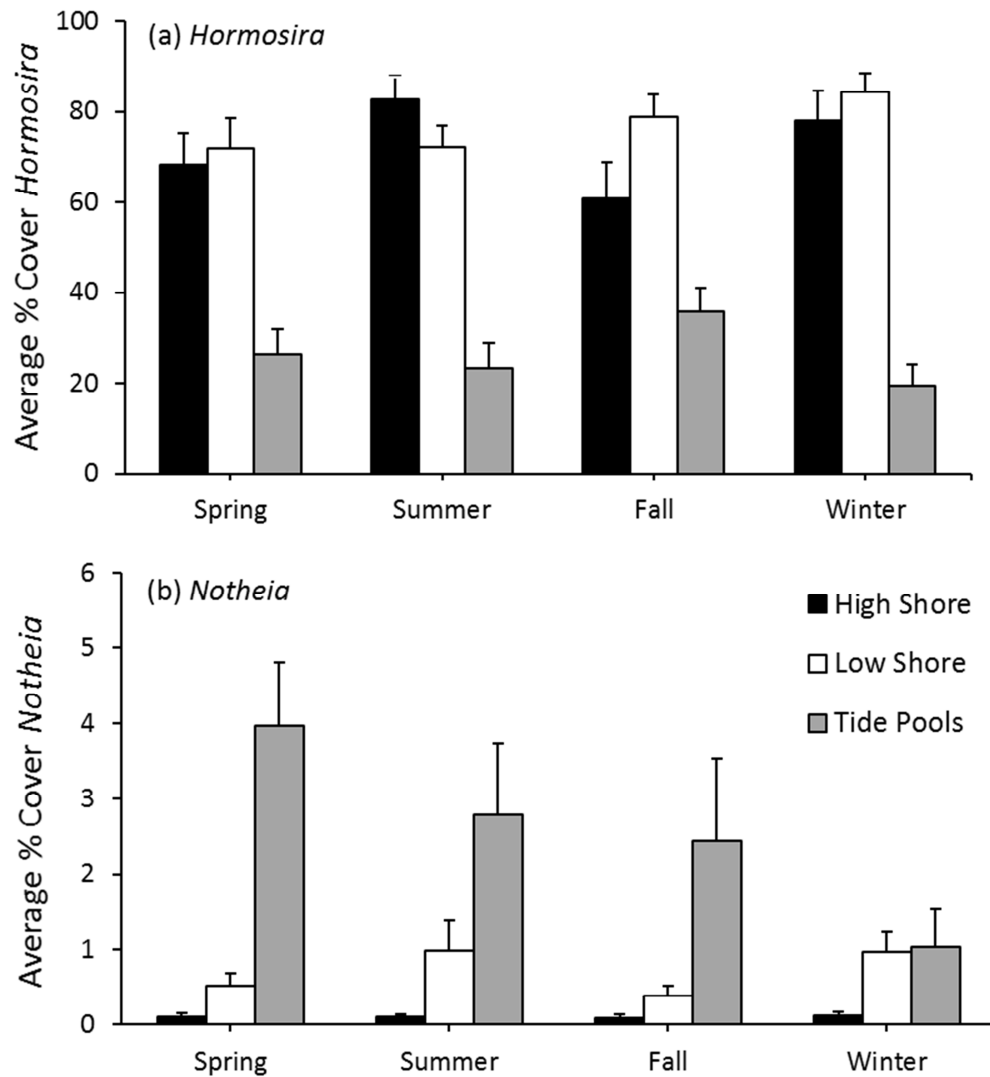 (a) Hormosira
Average % Cover Hormosira
100
80
60
40
20
0
Spring Summer Fall Winter
(b) Notheia
Average % Cover Notheia
6
5
4
3
2
1
0
High Shore
Low Shore
Tide Pools
Spring Summer Fall Winter